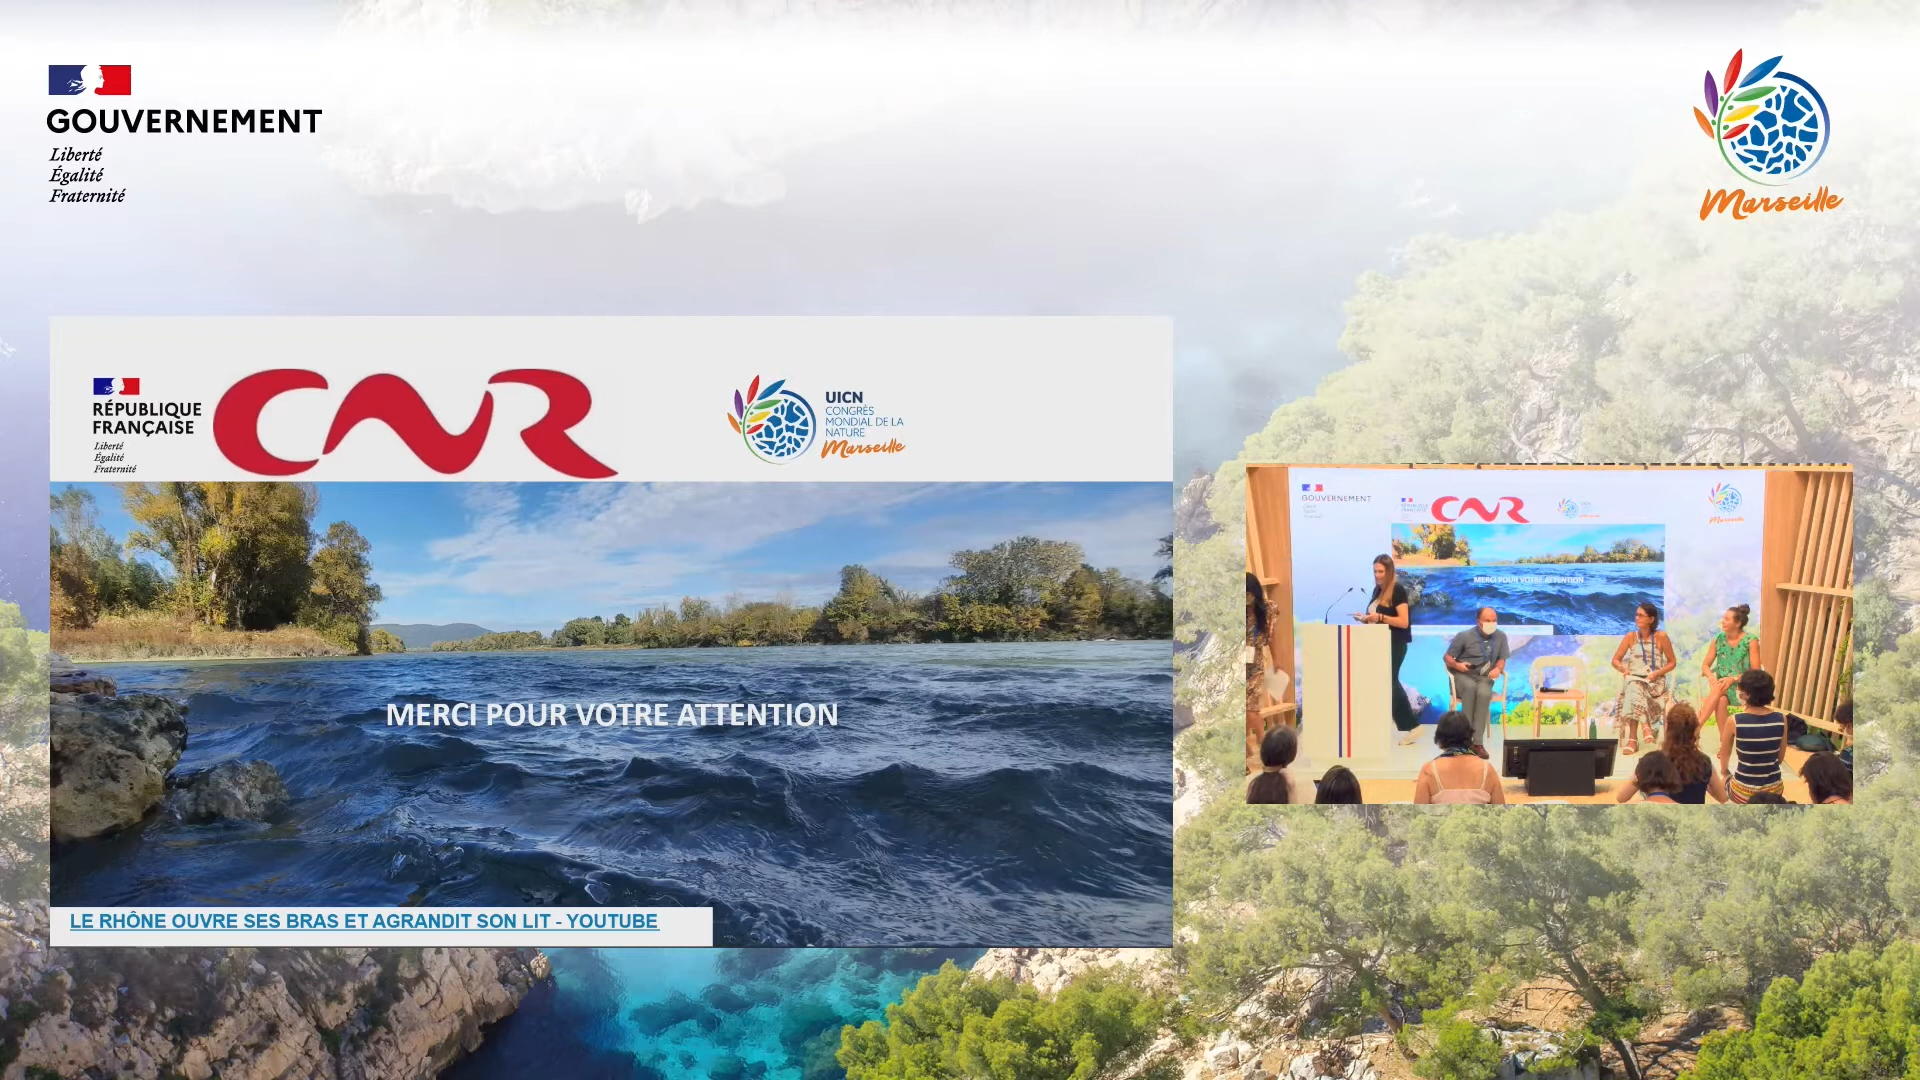 GOUVERNEMENT
Liberté
Égalité
Fraternité
Marseille
RÉPUBLIQUE
FRANÇAISE
Liberté
Égalité
Fraternité
CNR
UICN
CONGRÈS
MONDIAL DE LA
NATURE
Marseille
MERCI POUR VOTRE ATTENTION
LE RHÔNE OUVRE SES BRAS ET AGRANDIT SON LIT - YOUTUBE
GOUVERNEMENT
CNR
Marseille
MERCI POUR VOTRE ATTENTION